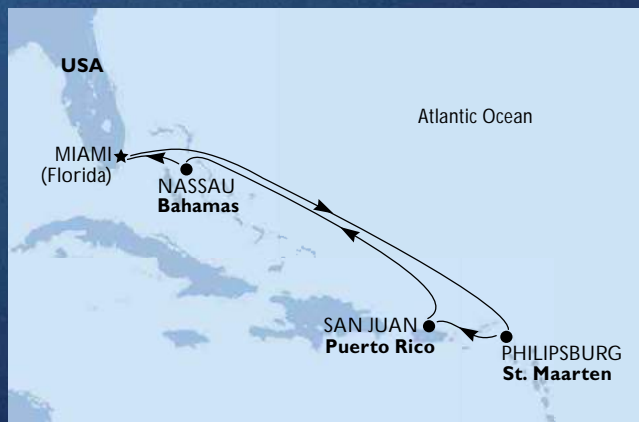 USA
Atlantic Ocean
MIAMI
(Florida)
NASSAU
Bahamas
SAN JUAN
Puerto Rico
PHILIPSBURG
St. Maarten